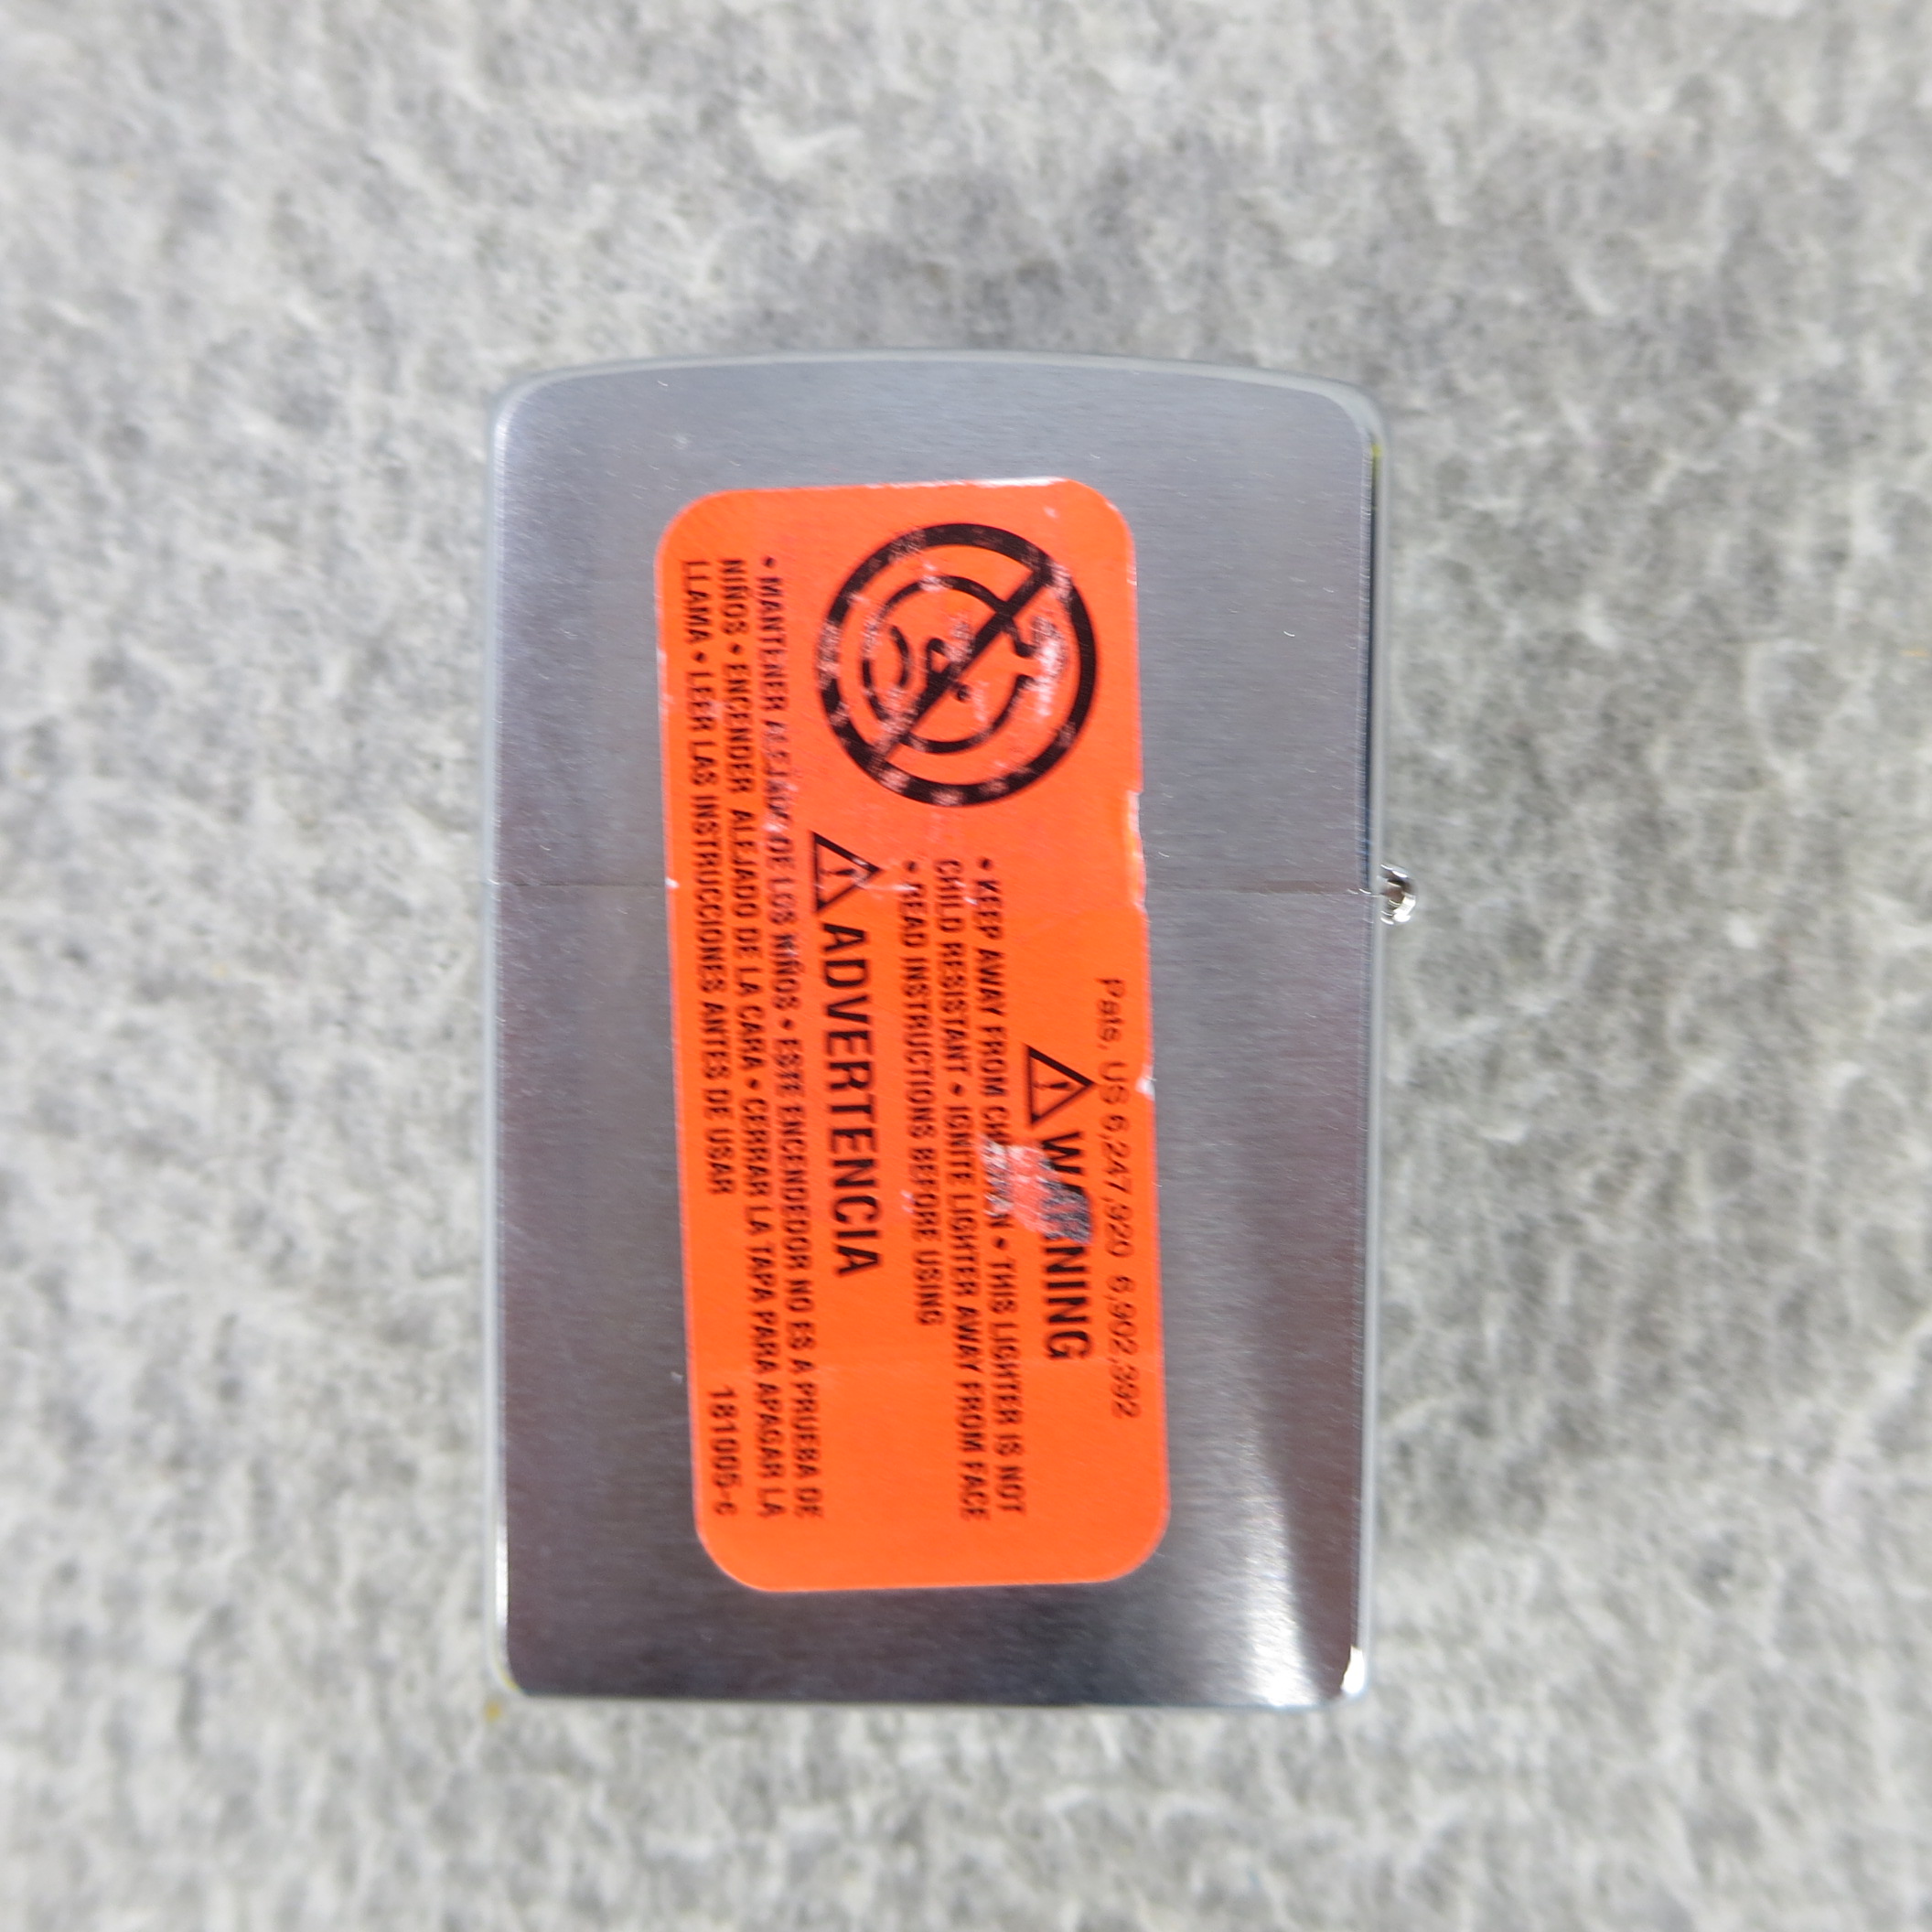 Pats. US 6,247,920 6,902,392
WARNING
• KEEP AWAY FROM CHILDREN • THIS LIGHTER IS NOT
CHILD RESISTANT • IGNITE LIGHTER AWAY FROM FACE
• READ INSTRUCTIONS BEFORE USING
ADVERTENCIA
• MANTENER ALEJADO DE LOS NIÑOS • ESTE ENCENDEDOR NO ES A PRUEBA DE
NIÑOS • ENCENDER ALEJADO DE LA CARA • CERRAR LA TAPA PARA APAGAR LA
LLAMA • LEER LAS INSTRUCCIONES ANTES DE USAR
181005-c